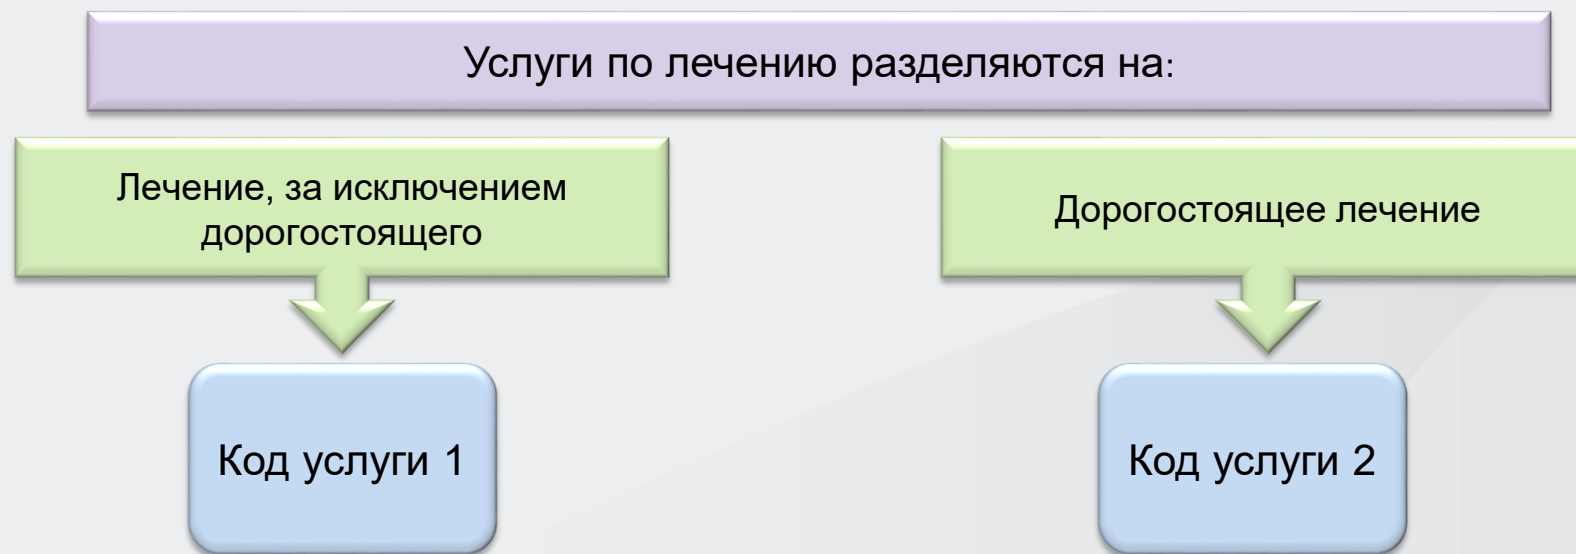 Услуги по лечению разделяются на:
Лечение, за исключением
дорогостоящего
Дорогостоящее лечение
Код услуги 1
Код услуги 2